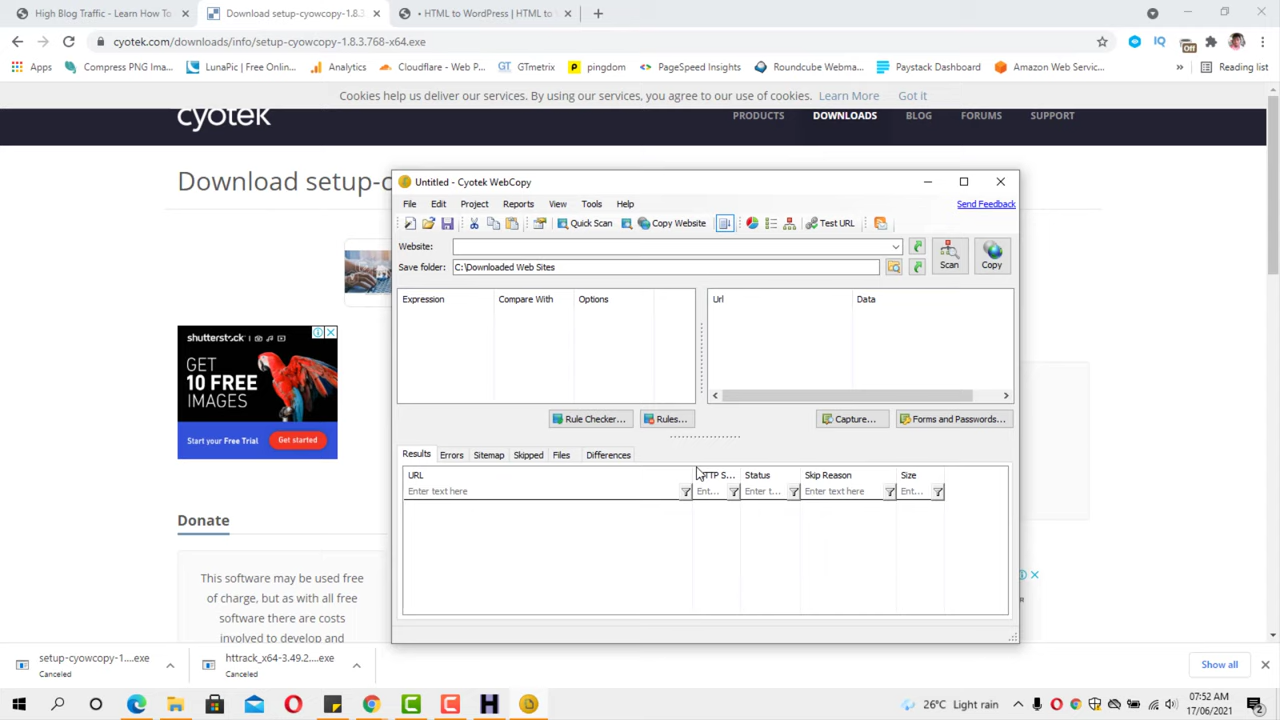 High Blog Traffic - Learn How To
Download setup-cyowcopy-1.8.3
• HTML to WordPress | HTML to
cyotek.com/downloads/info/setup-cyowcopy-1.8.3.768-x64.exe
Off
Apps
Compress PNG Ima...
LunaPic | Free Onlin...
Analytics
Cloudflare - Web P...
GTmetrix
pingdom
PageSpeed Insights
Roundcube Webma...
Paystack Dashboard
Amazon Web Servic...
»
Reading list
Cookies help us deliver our services. By using our services, you agree to our use of cookies. Learn More Got it
cyotek
PRODUCTS
DOWNLOADS
BLOG
FORUMS
SUPPORT
Download setup-c
Untitled - Cyotek WebCopy
File Edit Project Reports View Tools Help
Send Feedback
Quick Scan
Copy Website
Test URL
Website:
Scan
Copy
Save folder:
C:\Downloaded Web Sites
Expression
Compare With
Options
Url
Data
Rule Checker...
Rules...
Capture...
Forms and Passwords...
Results Errors Sitemap Skipped Files Differences
URL
TTP S...
Status
Skip Reason
Size
Enter text here
Ent...
Enter t...
Enter text here
Ent...
shutterstock
GET
10 FREE
IMAGES
Start your Free Trial
Get started
Donate
This software may be used free
of charge, but as with all free
software there are costs
involved to develop and
setup-cyowcopy-1....exe
Canceled
httrack_x64-3.49.2....exe
Canceled
Show all
26°C Light rain
07:52 AM
17/06/2021
2